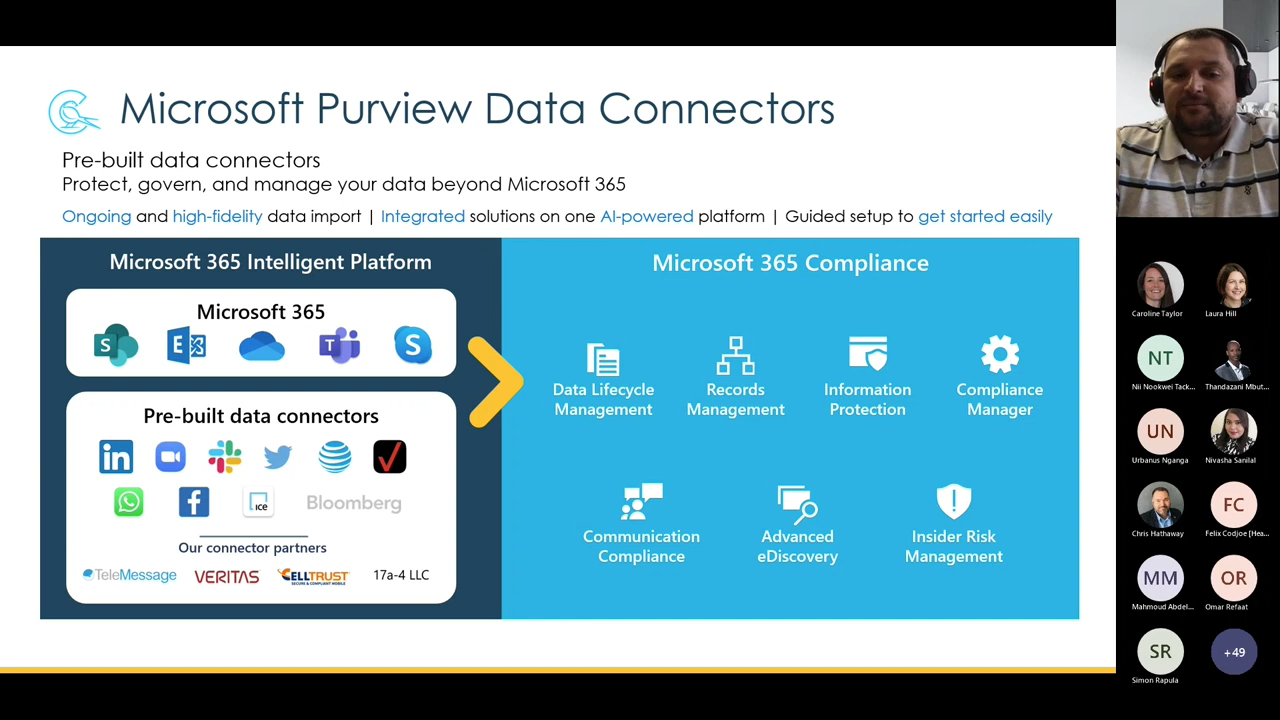 Microsoft Purview Data Connectors
Pre-built data connectors
Protect, govern, and manage your data beyond Microsoft 365
Ongoing and high-fidelity data import | Integrated solutions on one AI-powered platform | Guided setup to get started easily
Microsoft 365 Intelligent Platform
Microsoft 365
S
E
T
S
Pre-built data connectors
in
f
ice
Bloomberg
Our connector partners
TeleMessage
VERITAS
CELLTRUST
SECURE & COMPLIANT MOBILE
17a-4 LLC
Microsoft 365 Compliance
Data Lifecycle
Management
Records
Management
Information
Protection
Compliance
Manager
Communication
Compliance
Advanced
eDiscovery
Insider Risk
Management
Caroline Taylor
Laura Hill
NT
Nii Nookwei Tack...
Thandazani Mbut...
UN
Urbanus Nganga
Nivasha Sanilal
Chris Hathaway
FC
Felix Codjoe [Hea...
MM
Mahmoud Abdel...
OR
Omar Refaat
SR
Simon Rapula
+49